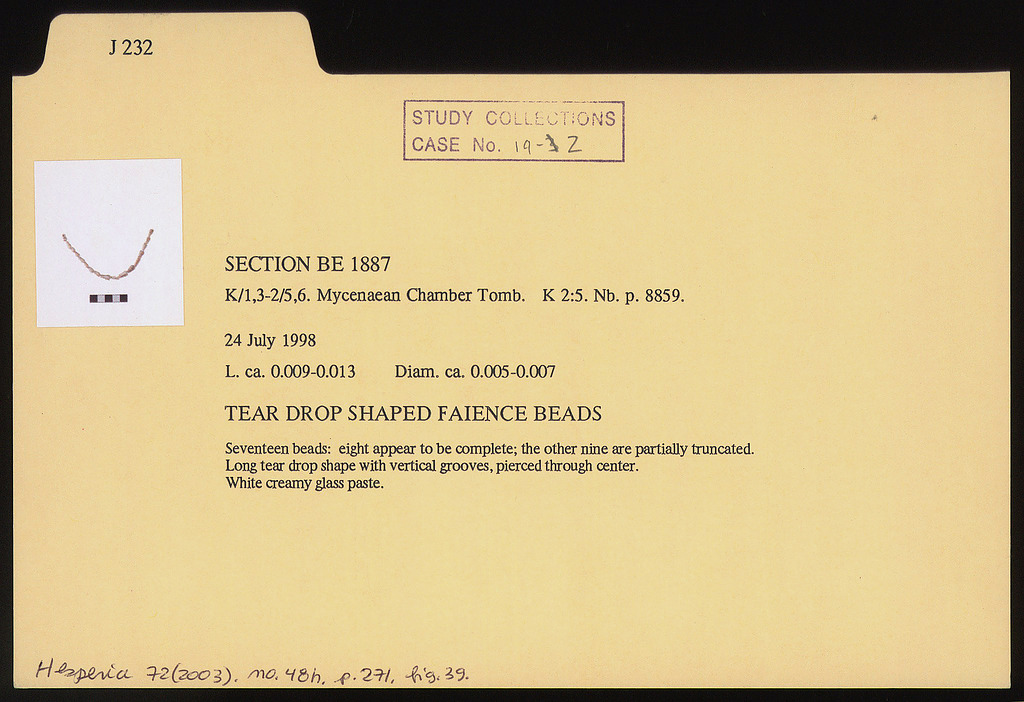 J 232
STUDY COLLECTIONS
CASE No. 19- 2
SECTION BE 1887
K/1,3-2/5,6. Mycenaean Chamber Tomb. K 2:5. Nb. p. 8859.
24 July 1998
L. ca. 0.009-0.013 Diam. ca. 0.005-0.007
TEAR DROP SHAPED FAIENCE BEADS
Seventeen beads: eight appear to be complete; the other nine are partially truncated.
Long tear drop shape with vertical grooves, pierced through center.
White creamy glass paste.
Hesperia 72(2003). no. 48h, p. 271, fig. 39.